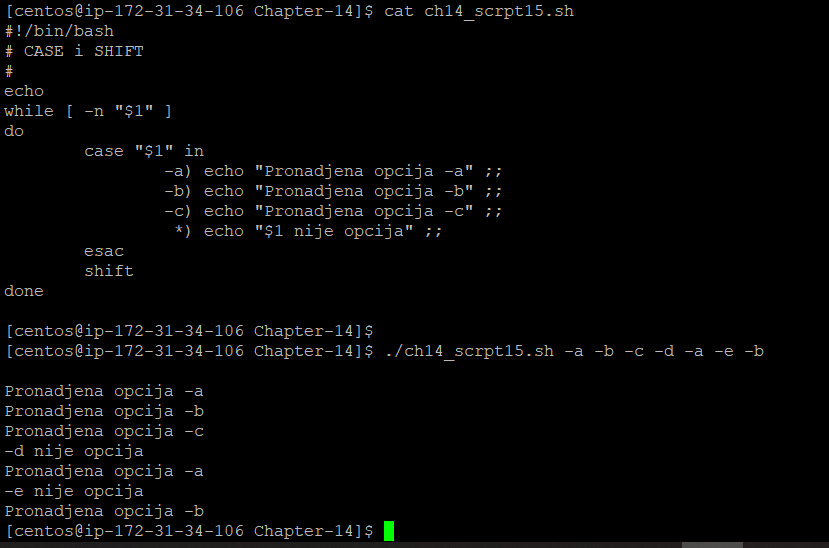 [centos@ip-172-31-34-106 Chapter-14]$ cat ch14_scrpt15.sh
#!/bin/bash
# CASE i SHIFT
#
echo
while [ -n "$1" ]
do
        case "$1" in
                -a) echo "Pronadjena opcija -a" ;;
                -b) echo "Pronadjena opcija -b" ;;
                -c) echo "Pronadjena opcija -c" ;;
                 *) echo "$1 nije opcija" ;;
        esac
        shift
done

[centos@ip-172-31-34-106 Chapter-14]$
[centos@ip-172-31-34-106 Chapter-14]$ ./ch14_scrpt15.sh -a -b -c -d -a -e -b

Pronadjena opcija -a
Pronadjena opcija -b
Pronadjena opcija -c
-d nije opcija
Pronadjena opcija -a
-e nije opcija
Pronadjena opcija -b
[centos@ip-172-31-34-106 Chapter-14]$